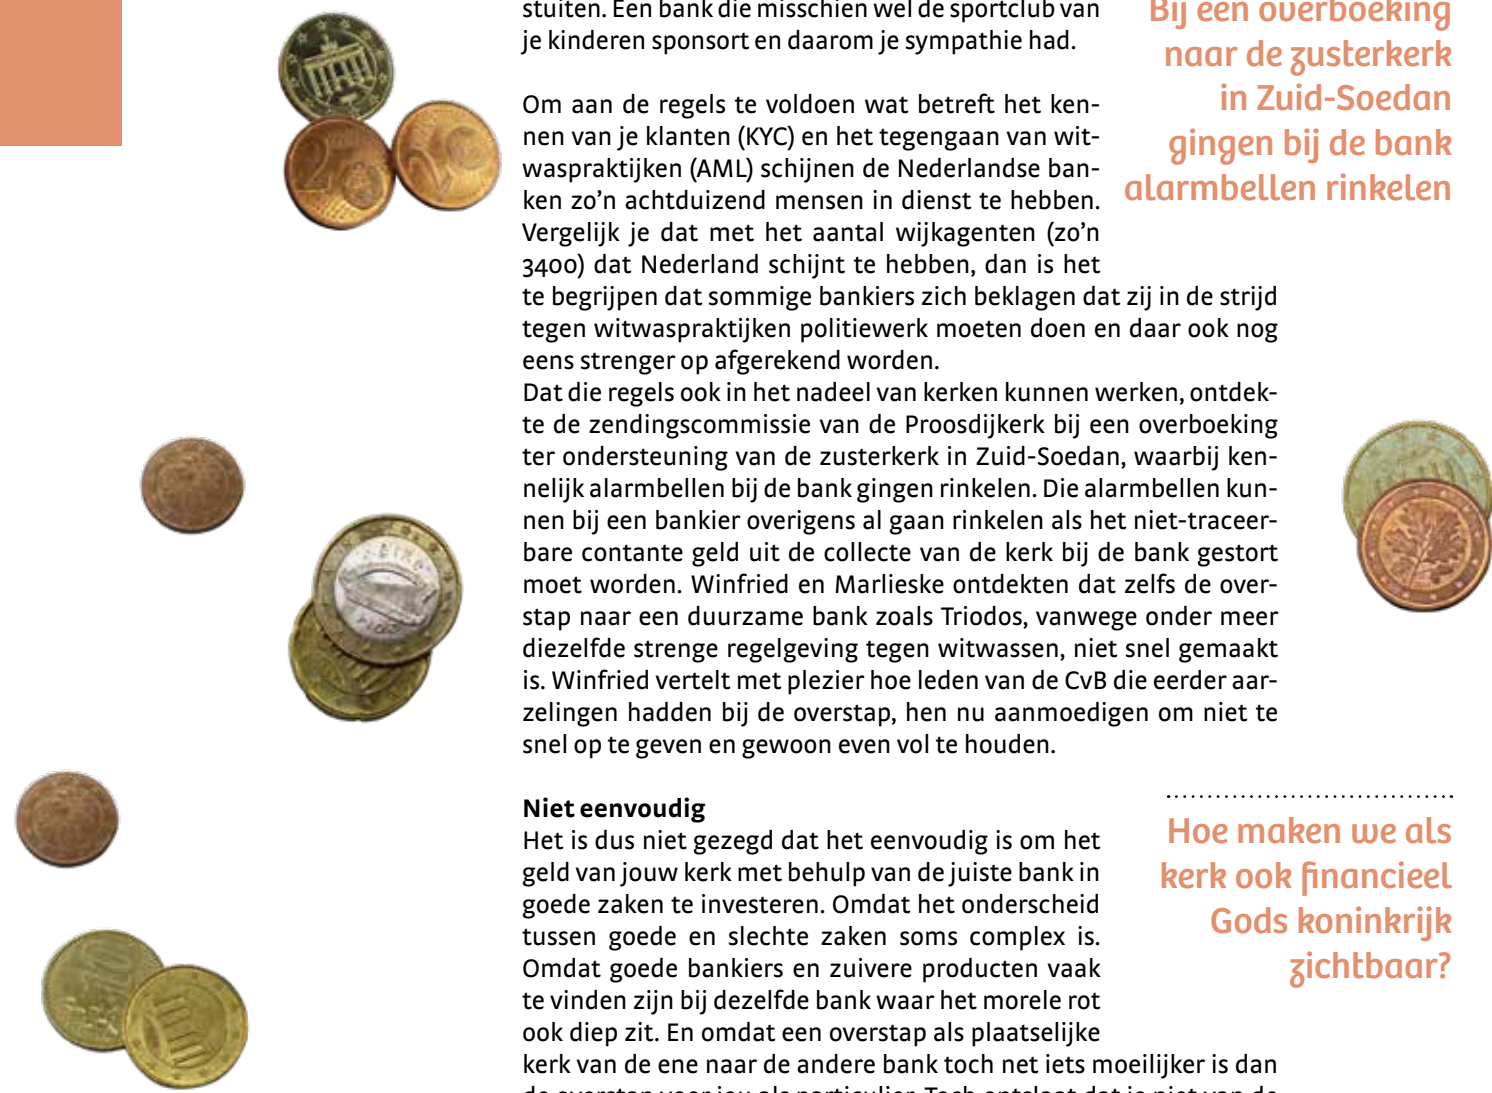 stuiten. Een bank die misschien wel de sportclub van
je kinderen sponsort en daarom je sympathie had.
Om aan de regels te voldoen wat betreft het ken-
nen van je klanten (KYC) en het tegengaan van wit-
waspraktijken (AML) schijnen de Nederlandse ban-
ken zo’n achtduizend mensen in dienst te hebben.
Vergelijk je dat met het aantal wijkagenten (zo’n
3400) dat Nederland schijnt te hebben, dan is het
te begrijpen dat sommige bankiers zich beklagen dat zij in de strijd
tegen witwaspraktijken politiewerk moeten doen en daar ook nog
eens strenger op afgerekend worden.
Dat die regels ook in het nadeel van kerken kunnen werken, ontdek-
te de zendingscommissie van de Proosdijkerk bij een overboeking
ter ondersteuning van de zusterkerk in Zuid-Soedan, waarbij ken-
nelijk alarmbellen bij de bank gingen rinkelen. Die alarmbellen kun-
nen bij een bankier overigens al gaan rinkelen als het niet-traceer-
bare contante geld uit de collecte van de kerk bij de bank gestort
moet worden. Winfried en Marlieske ontdekten dat zelfs de over-
stap naar een duurzame bank zoals Triodos, vanwege onder meer
diezelfde strenge regelgeving tegen witwassen, niet snel gemaakt
is. Winfried vertelt met plezier hoe leden van de CvB die eerder aar-
zelingen hadden bij de overstap, hen nu aanmoedigen om niet te
snel op te geven en gewoon even vol te houden.
Niet eenvoudig
Het is dus niet gezegd dat het eenvoudig is om het
geld van jouw kerk met behulp van de juiste bank in
goede zaken te investeren. Omdat het onderscheid
tussen goede en slechte zaken soms complex is.
Omdat goede bankiers en zuivere producten vaak
te vinden zijn bij dezelfde bank waar het morele rot
ook diep zit. En omdat een overstap als plaatselijke
kerk van de ene naar de andere bank toch net iets moeilijker is dan
de overstap voor jou als particulier. Toch ontslaat dat je niet van de
Bij een overboeking
naar de zusterkerk
in Zuid-Soedan
gingen bij de bank
alarmbellen rinkelen
Hoe maken we als
kerk ook financieel
Gods koninkrijk
zichtbaar?